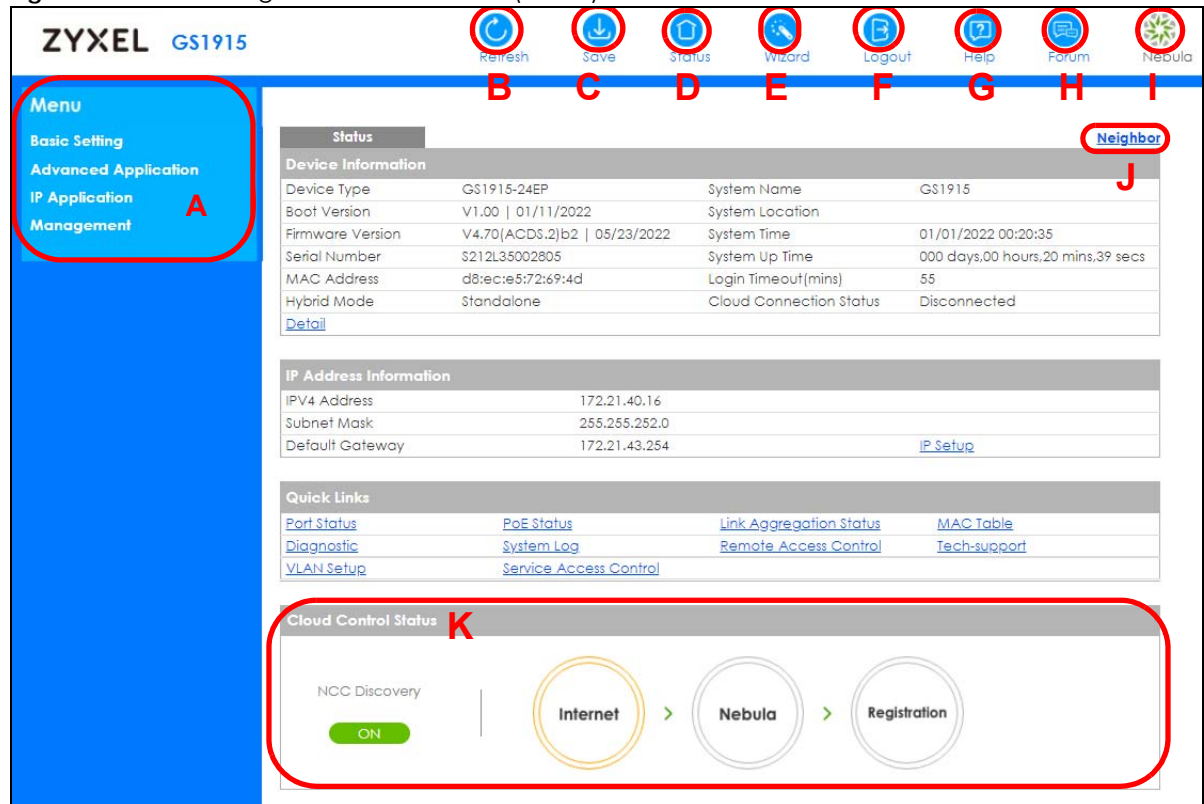 ZYXEL GS1915
Refresh Save Status Wizard Logout Help Forum Nebula
B C D E F G H I
Menu
Basic Setting
Advanced Application
IP Application
Management
A
Status
Neighbor
J
Device Information
Device Type GS1915-24EP System Name GS1915
Boot Version V1.00 | 01/11/2022 System Location
Firmware Version V4.70(ACDS.2)b2 | 05/23/2022 System Time 01/01/2022 00:20:35
Serial Number S212L35002805 System Up Time 000 days,00 hours,20 mins,39 secs
MAC Address d8:ec:e5:72:69:4d Login Timeout(mins) 55
Hybrid Mode Standalone Cloud Connection Status Disconnected
Detail
IP Address Information
IPV4 Address 172.21.40.16
Subnet Mask 255.255.252.0
Default Gateway 172.21.43.254 IP Setup
Quick Links
Port Status PoE Status Link Aggregation Status MAC Table
Diagnostic System Log Remote Access Control Tech-support
VLAN Setup Service Access Control
Cloud Control Status K
NCC Discovery
ON
Internet > Nebula > Registration